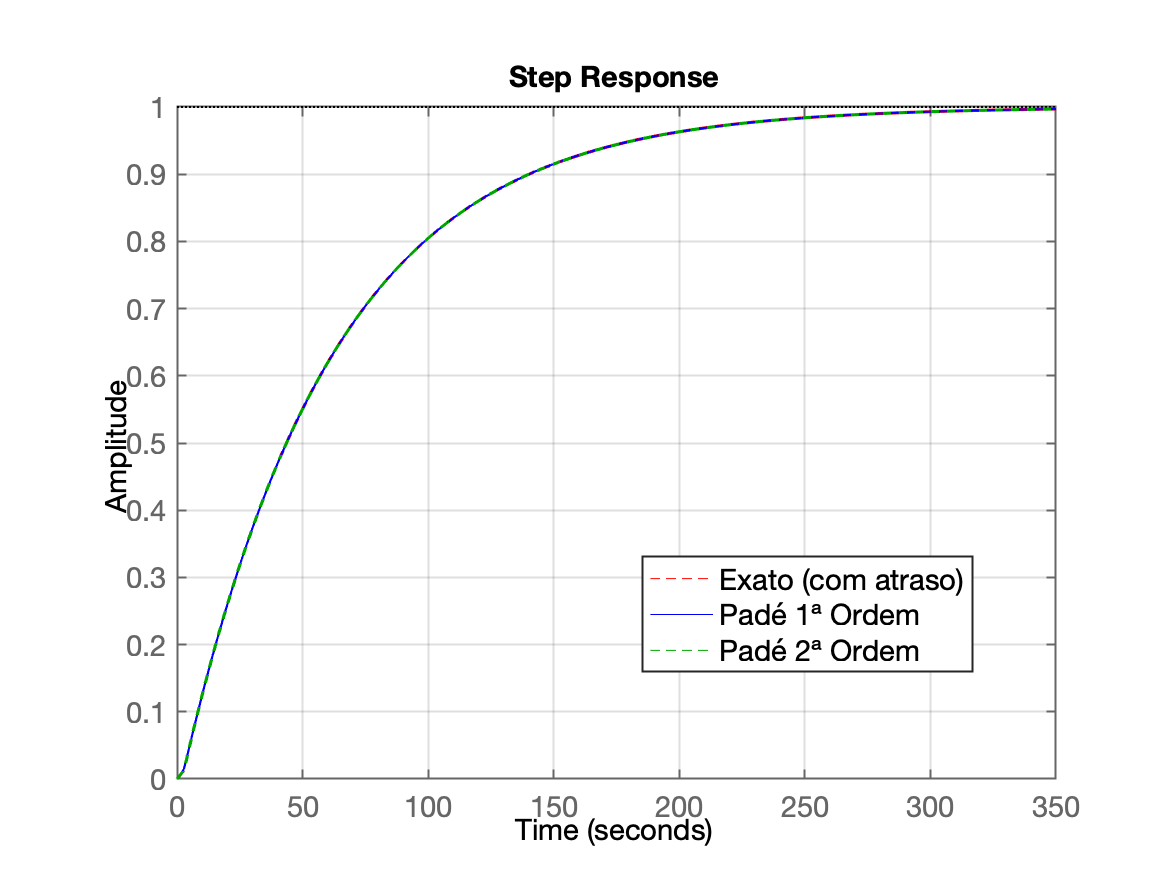 Step Response
1
0.9
0.8
0.7
0.6
0.5
0.4
0.3
0.2
0.1
0
Amplitude
Exato (com atraso)
Padé 1ª Ordem
Padé 2ª Ordem
0 50 100 150 200 250 300 350
Time (seconds)